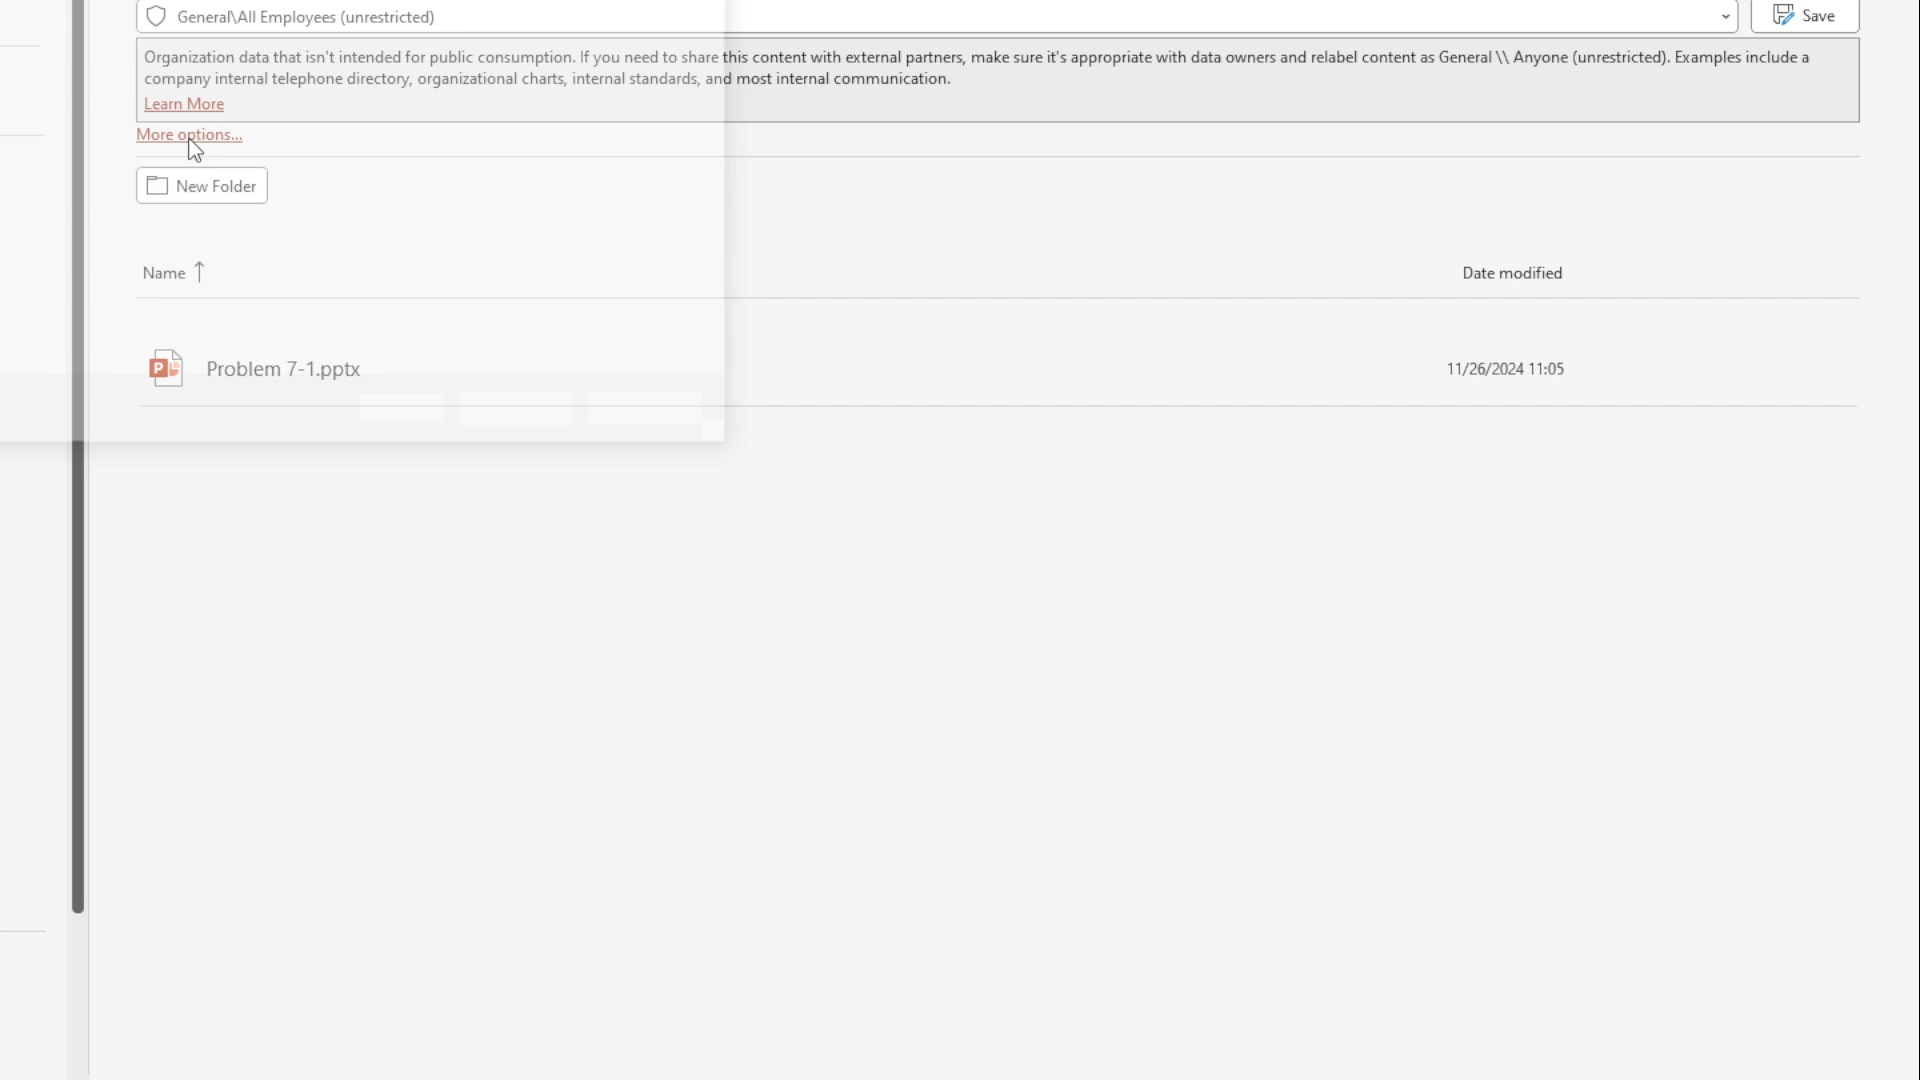 General\All Employees (unrestricted)
Save
Organization data that isn't intended for public consumption. If you need to share this content with external partners, make sure it's appropriate with data owners and relabel content as General \\ Anyone (unrestricted). Examples include a
company internal telephone directory, organizational charts, internal standards, and most internal communication.
Learn More
More options...
New Folder
Name ↑
Date modified
P
Problem 7-1.pptx
11/26/2024 11:05